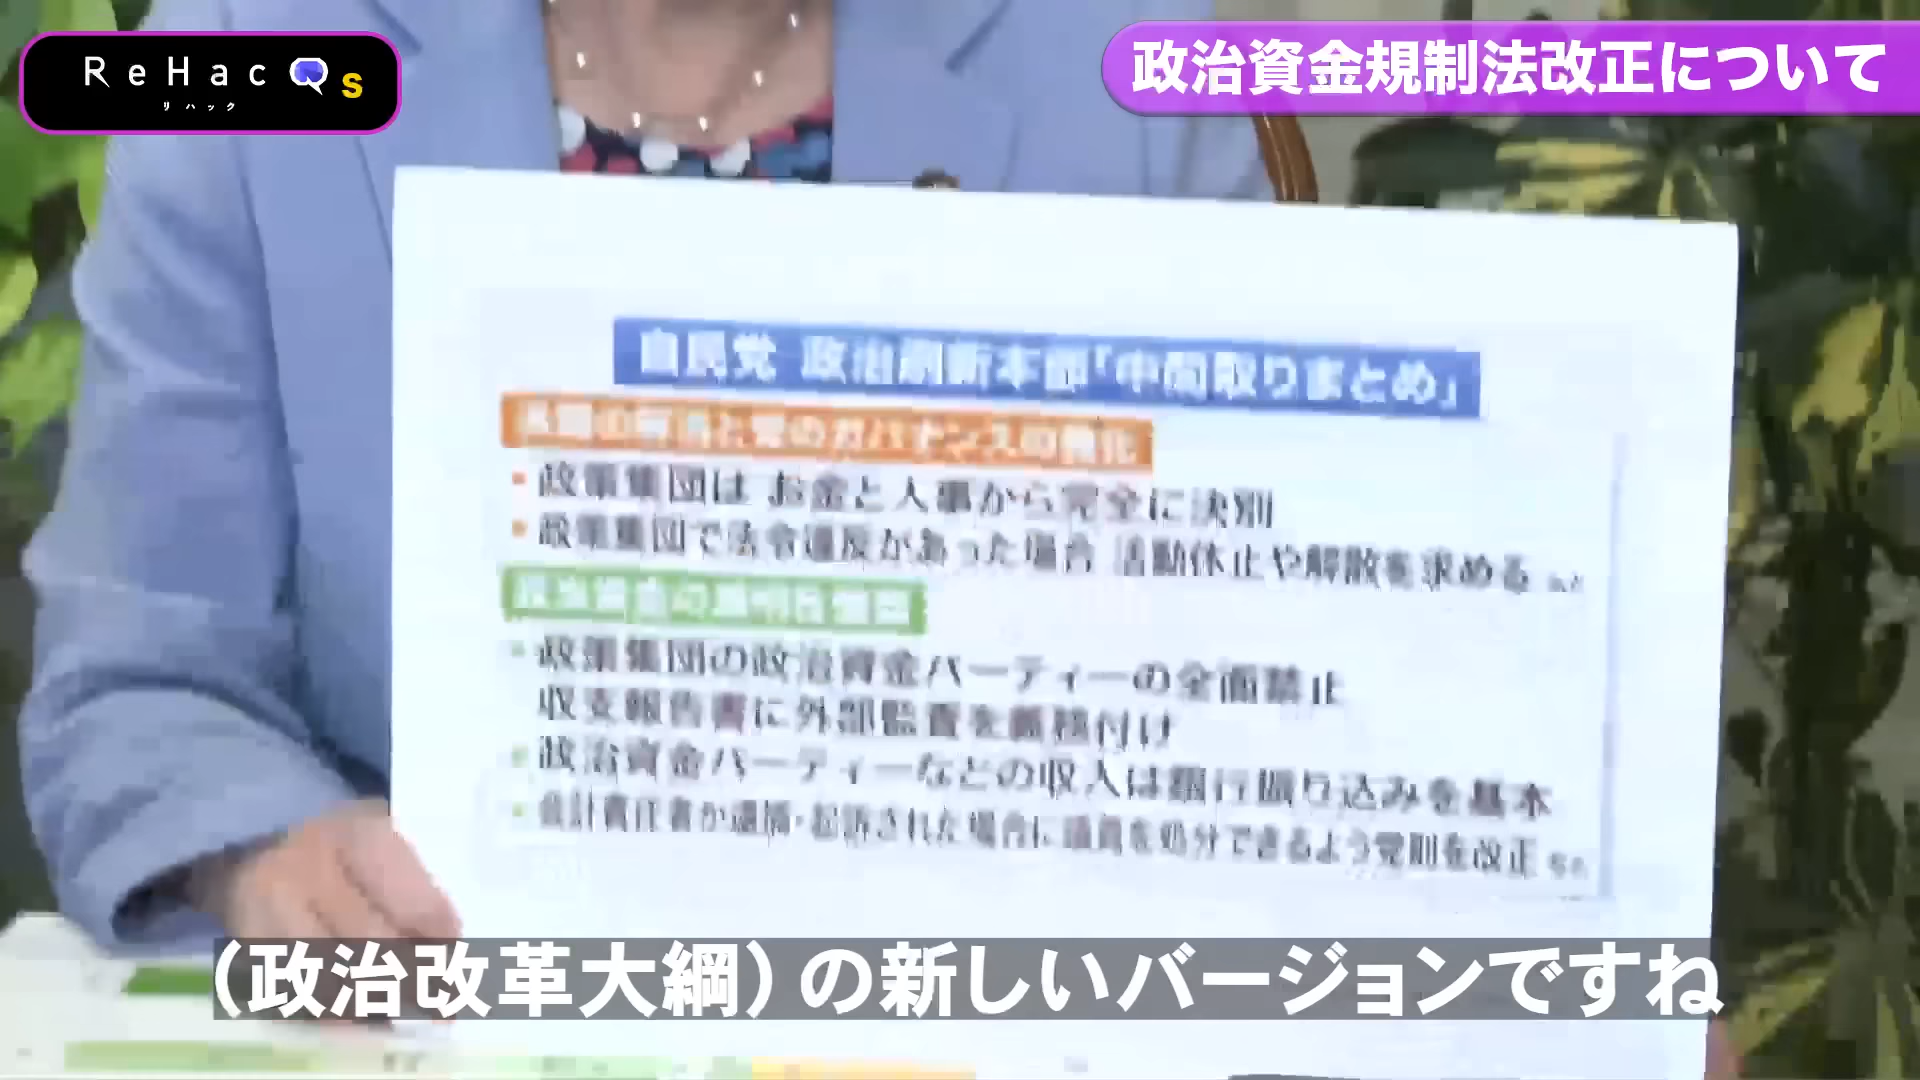 ReHacQs
リハック
政治資金規制法改正について
自民党 政治刷新本部「中間取りまとめ」
派閥の解消と党のガバナンスの強化
政策集団は お金と人事から完全に決別
政策集団で法令違反があった場合 活動休止や解散を求める など
政治資金の透明性
政策集団の政治資金パーティーの全面禁止
収支報告書に外部監査を義務付け
政治資金パーティーなどの収入は銀行振り込みを基本
会計責任者が逮捕・起訴された場合に議員を処分できるよう党則を改正 など
(政治改革大綱)の新しいバージョンですね